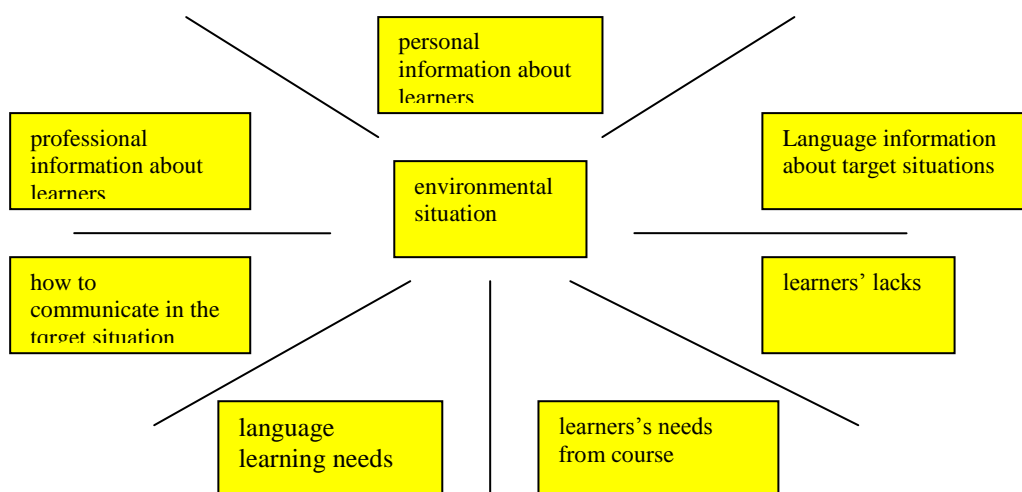 personal
information about
learners
professional
information about
learners
Language information
about target situations
environmental
situation
how to
communicate in the
target situation
learners’ lacks
language
learning needs
learners’s needs
from course